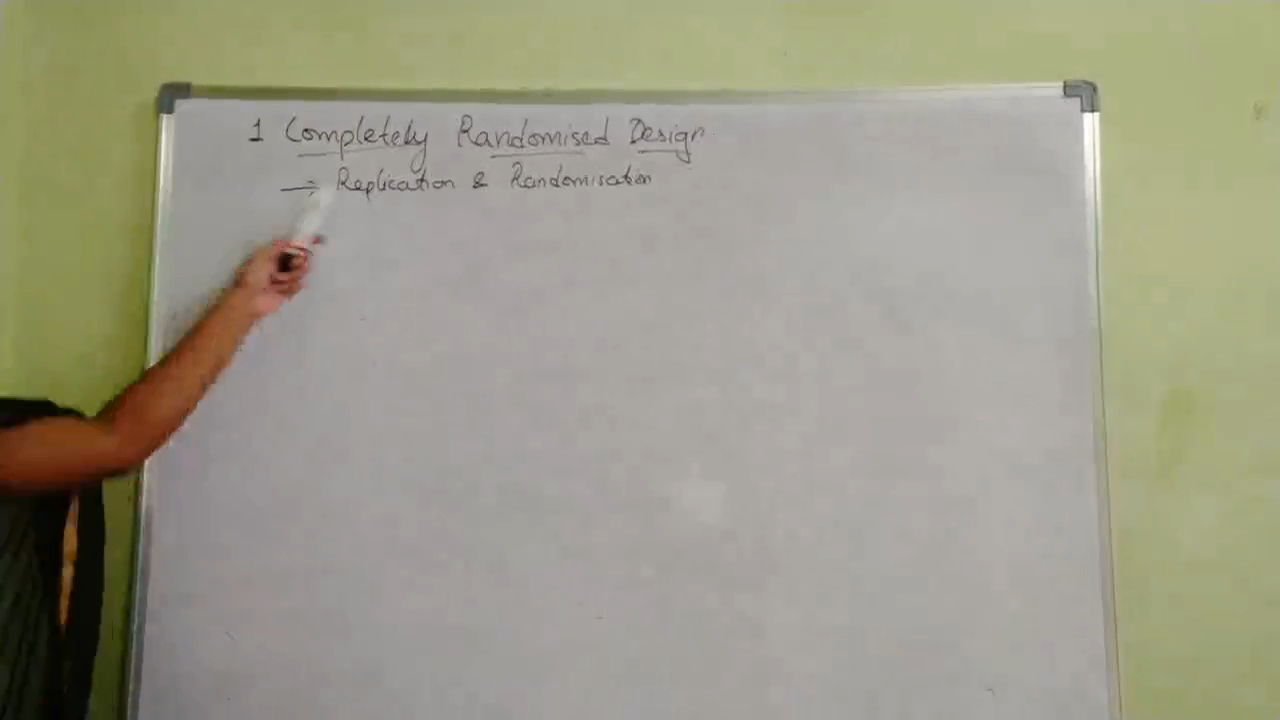 1 Completely Randomised Design
→ Replication & Randomisation